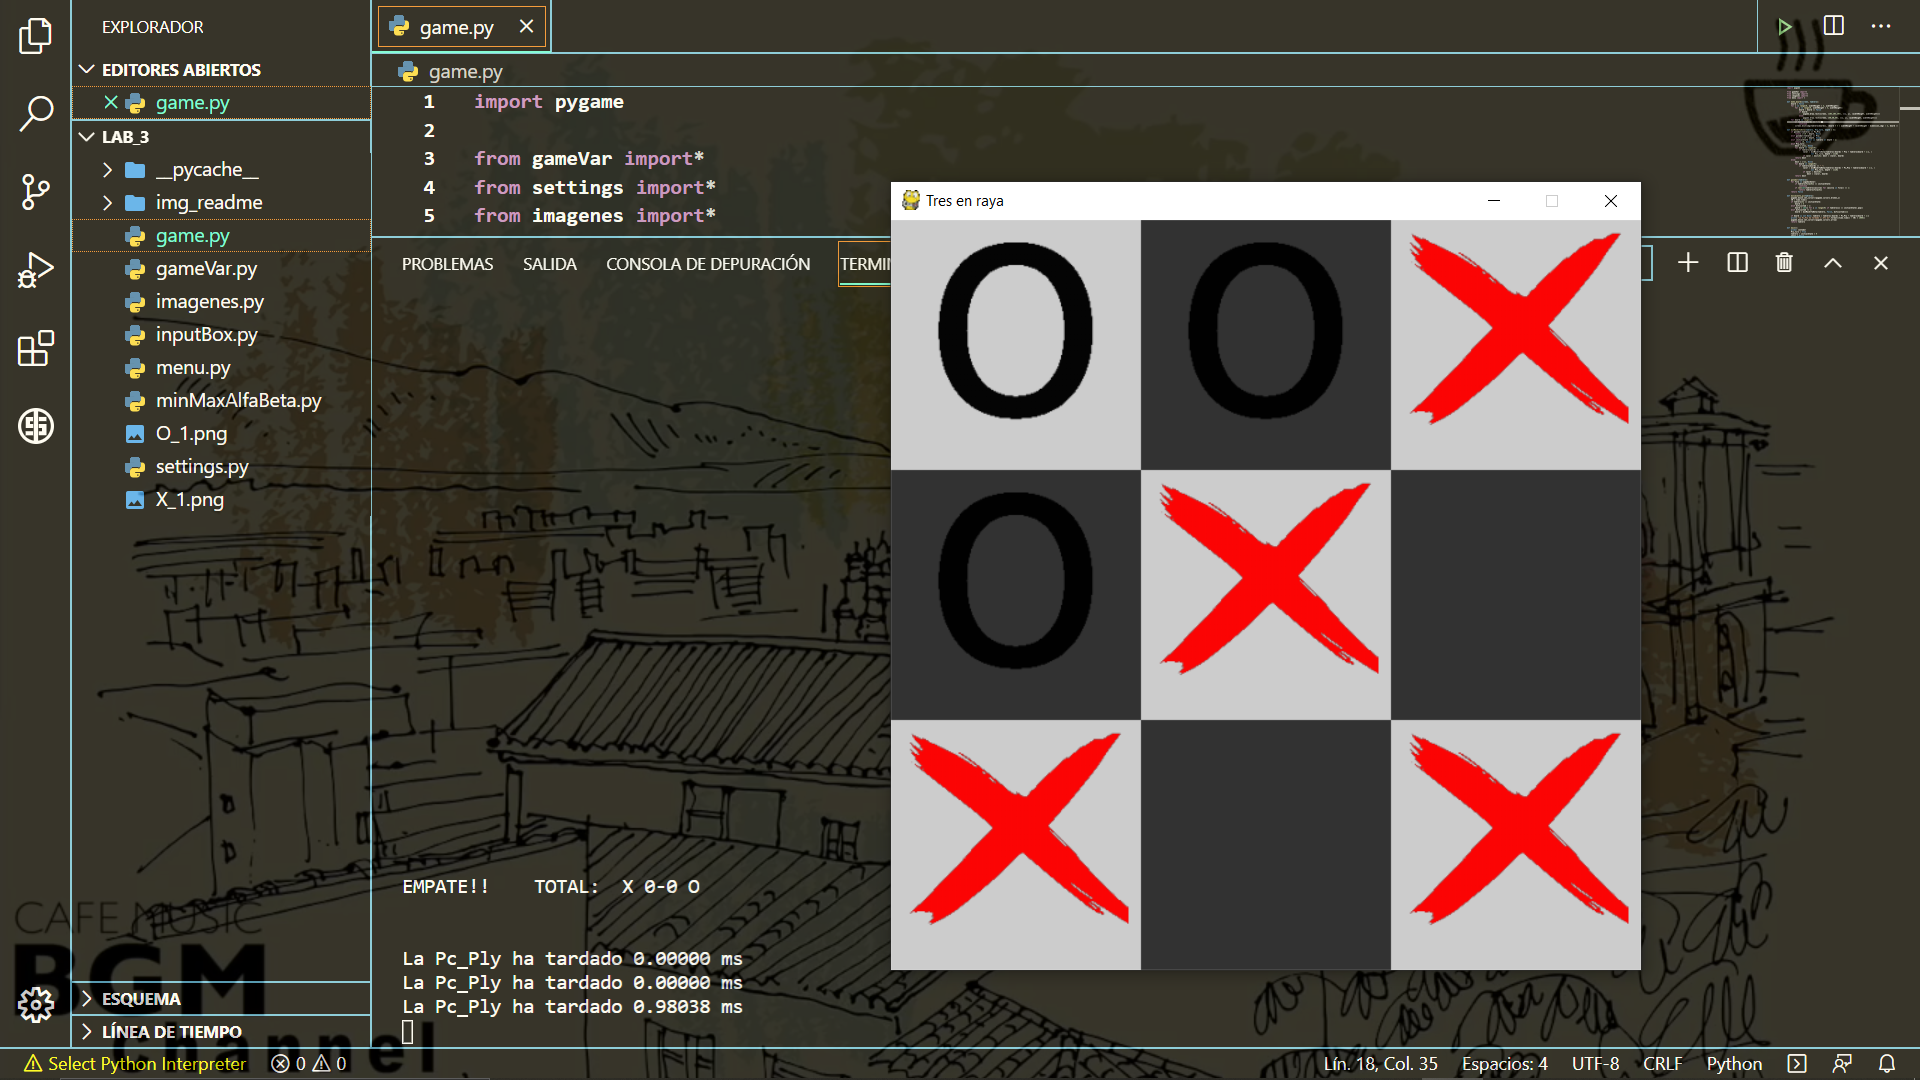 EXPLORADOR
EDITORES ABIERTOS
game.py
LAB_3
__pycache__
img_readme
game.py
gameVar.py
imagenes.py
inputBox.py
menu.py
minMaxAlfaBeta.py
O_1.png
settings.py
X_1.png
ESQUEMA
LÍNEA DE TIEMPO
game.py
game.py
1 import pygame
2
3 from gameVar import*
4 from settings import*
5 from imagenes import*
PROBLEMAS SALIDA CONSOLA DE DEPURACIÓN TERMIN
EMPATE!! TOTAL: X 0-0 O
La Pc_Ply ha tardado 0.00000 ms
La Pc_Ply ha tardado 0.00000 ms
La Pc_Ply ha tardado 0.98038 ms
Tres en raya
O O X
O X
X X
CAFE MUSIC
BGM
Channel
Select Python Interpreter 0 0
Lín. 18, Col. 35 Espacios: 4 UTF-8 CRLF Python